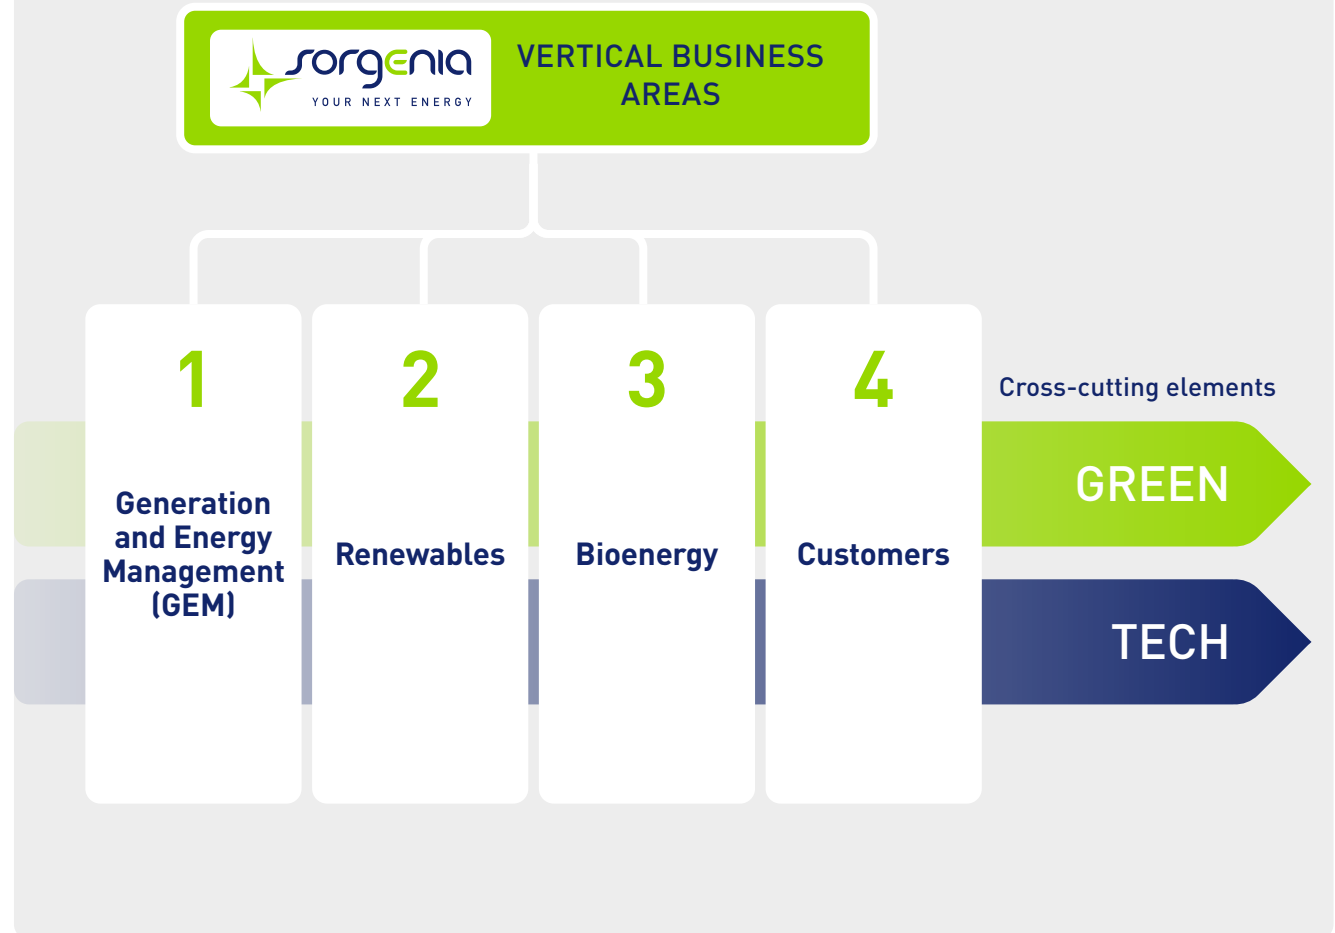 sorgenia
YOUR NEXT ENERGY
VERTICAL BUSINESS
AREAS
1
Generation
and Energy
Management
(GEM)
2
Renewables
3
Bioenergy
4
Customers
Cross-cutting elements
GREEN
TECH